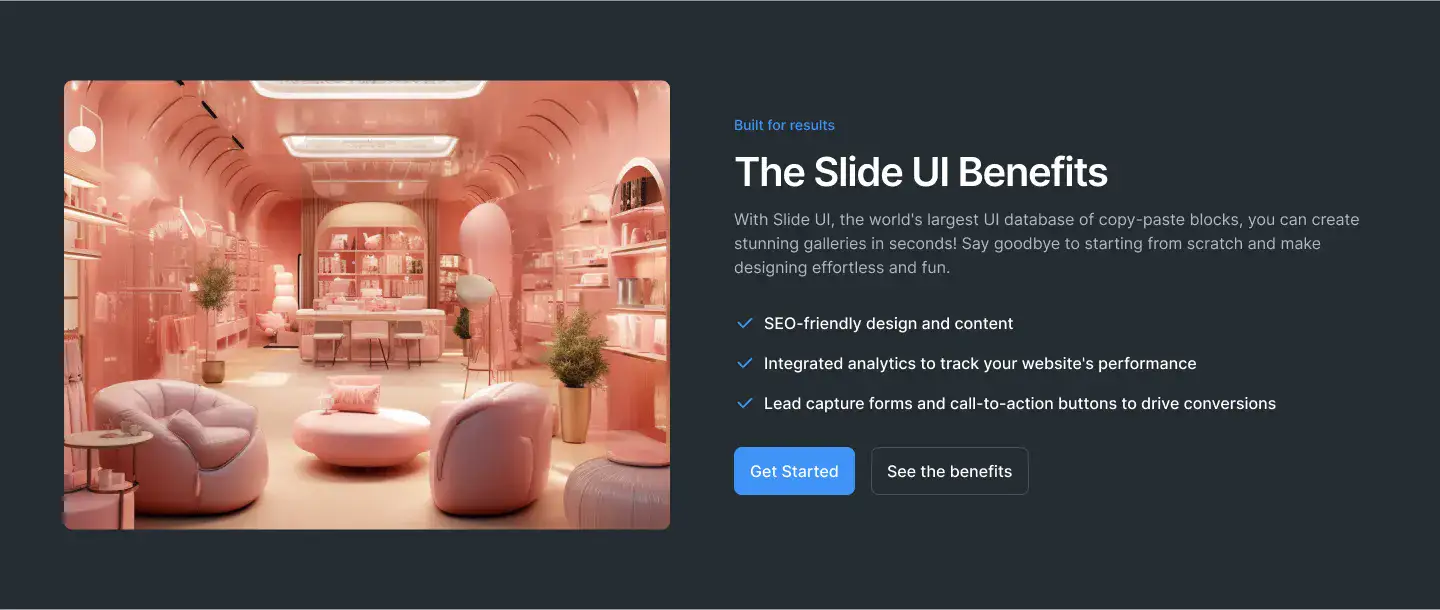 Built for results
The Slide UI Benefits
With Slide UI, the world's largest UI database of copy-paste blocks, you can create
stunning galleries in seconds! Say goodbye to starting from scratch and make
designing effortless and fun.
SEO-friendly design and content
Integrated analytics to track your website's performance
Lead capture forms and call-to-action buttons to drive conversions
Get Started
See the benefits